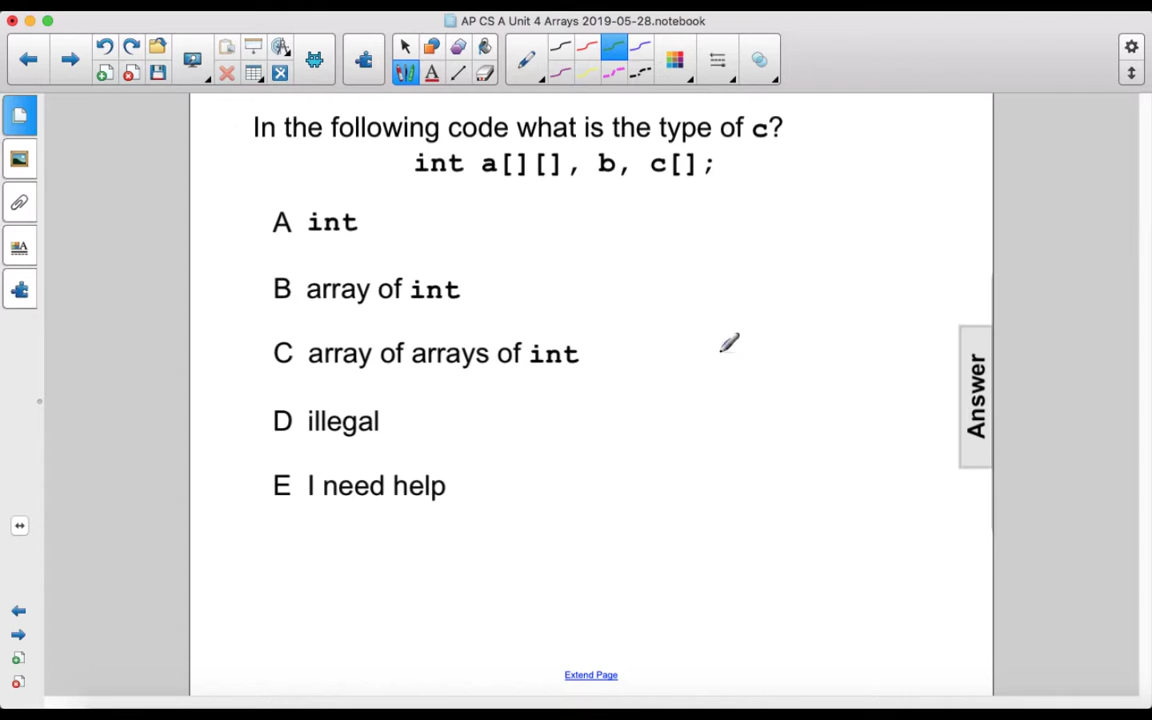 AP CS A Unit 4 Arrays 2019-05-28.notebook
In the following code what is the type of c?
int a[][], b, c[];
A int
B array of int
C array of arrays of int
D illegal
E I need help
Answer
Extend Page